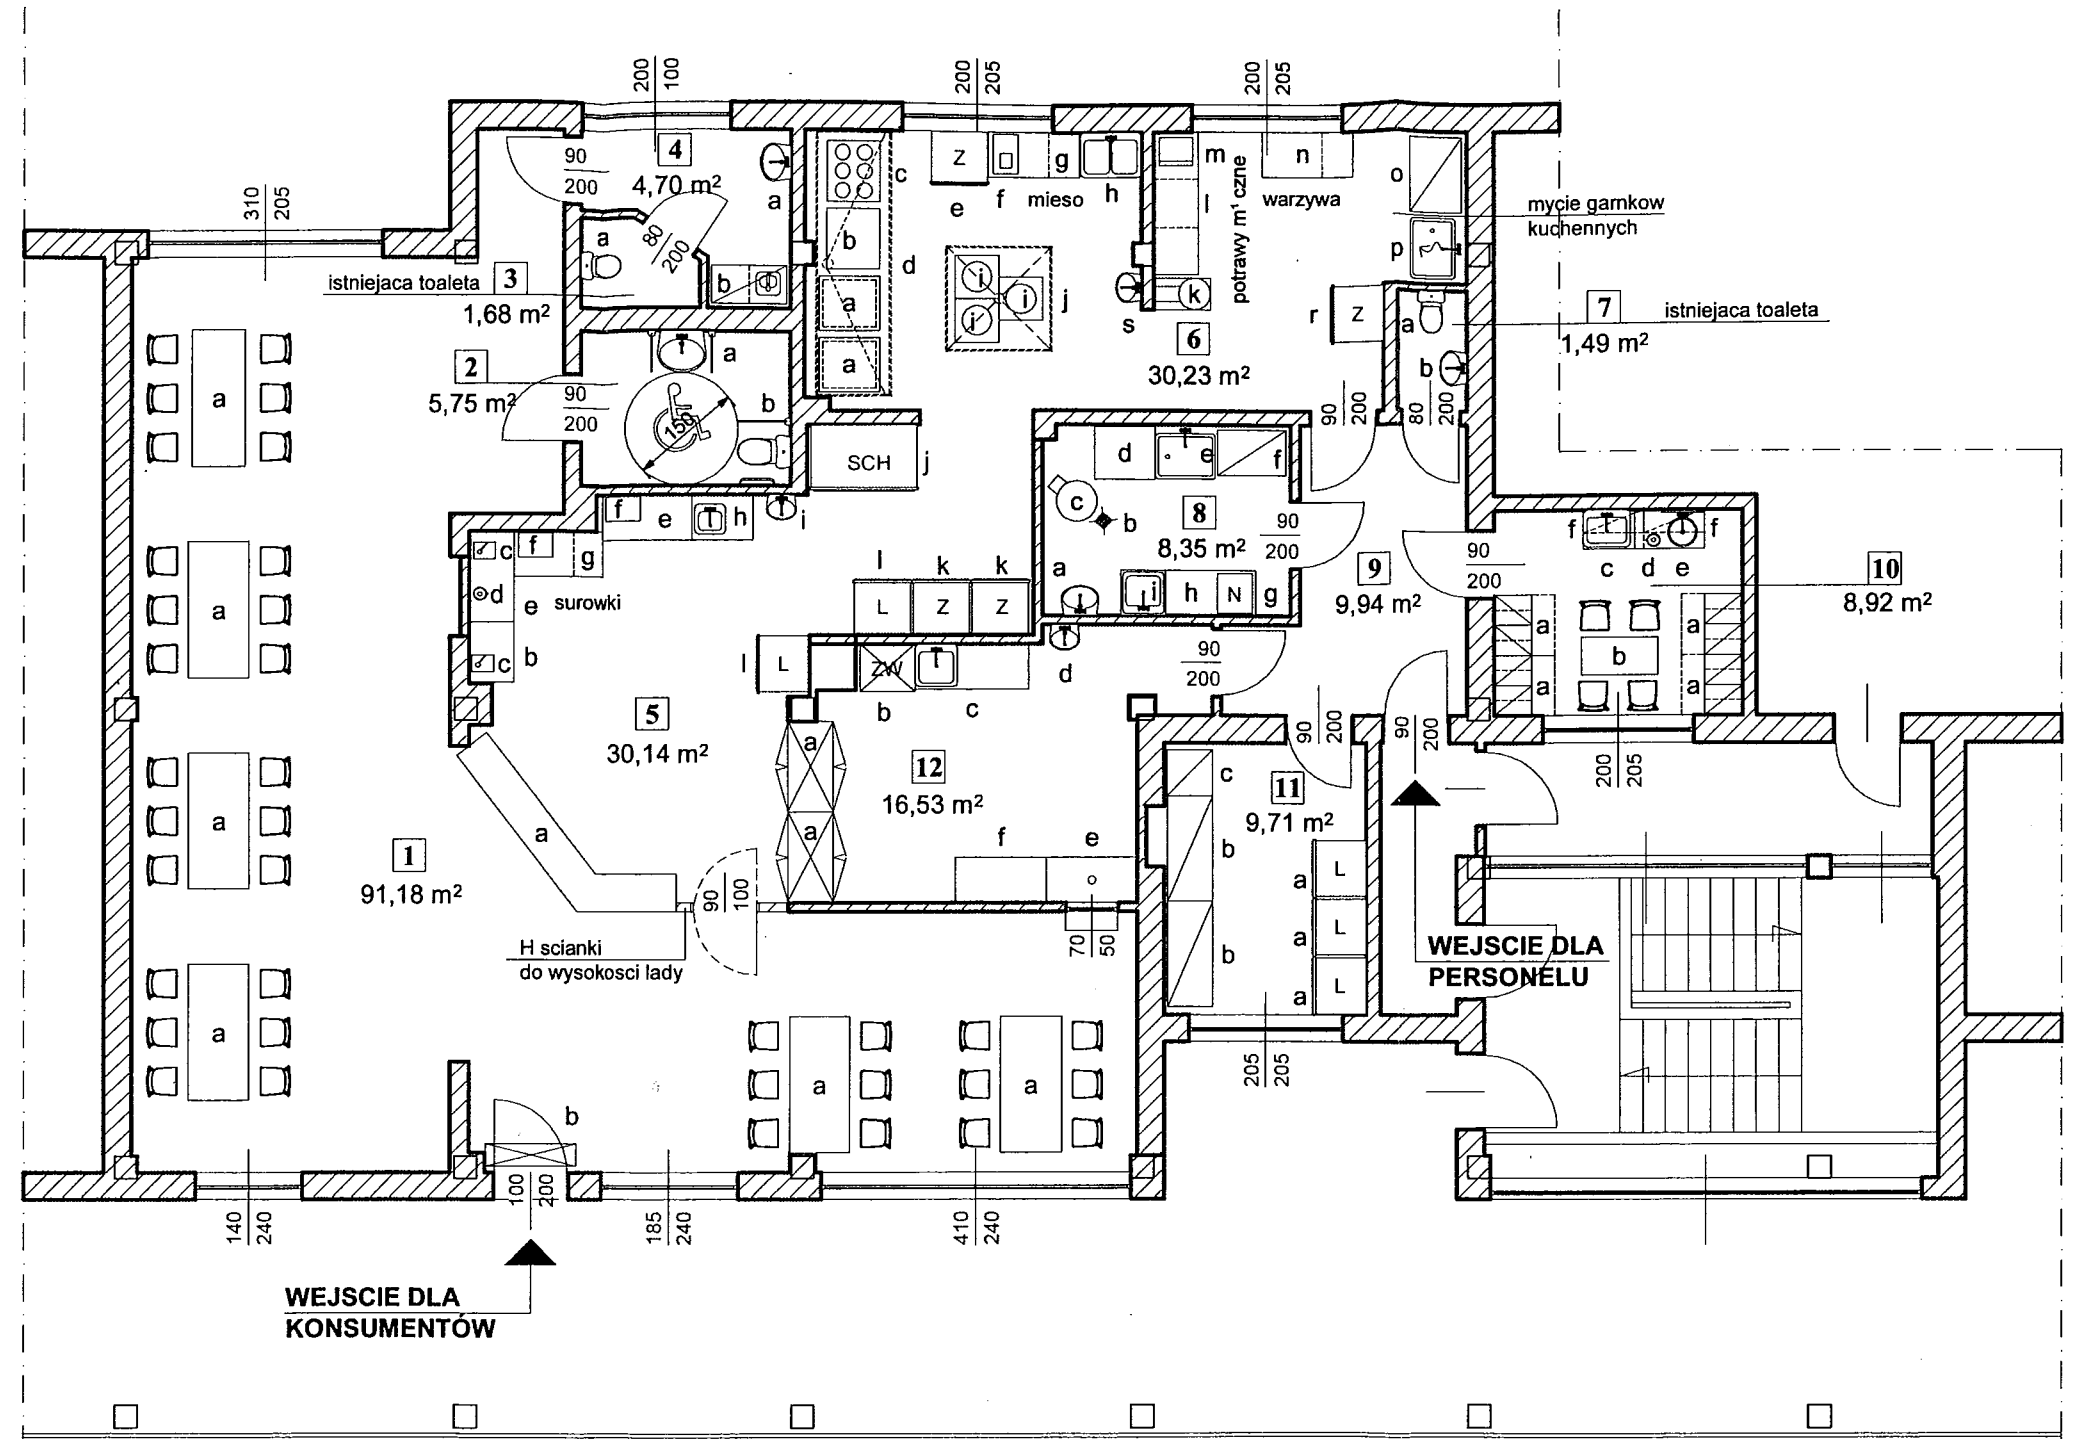 200
100
200
205
200
205
310
205
90
200
4
4,70 m²
a
a
80
200
b
istniejaca toaleta
3
1,68 m²
2
5,75 m²
90
200
a
b
150
c
b
d
a
a
Z
e
f
g
h
mieso
i
i
i
j
s
m
l
k
potrawy m¹ czne
n
warzywa
o
p
mycie garnkow
kuchennych
r
Z
6
30,23 m²
a
b
7
1,49 m²
istniejaca toaleta
90
200
80
200
SCH
j
f
e
h
i
c
f
g
d
e
surowki
c
b
l
k
k
L
Z
Z
l
L
d
e
f
c
b
8
8,35 m²
90
200
a
i
h
N
g
9
9,94 m²
90
200
f
f
c
d
e
10
8,92 m²
a
a
b
a
a
ZW
b
c
d
90
200
5
30,14 m²
a
a
12
16,53 m²
f
e
90
200
90
200
200
205
c
11
9,71 m²
b
b
a
L
a
L
a
L
a
a
a
a
a
1
91,18 m²
90
100
H scianki
do wysokosci lady
70
50
WEJSCIE DLA
PERSONELU
205
205
a
a
b
140
240
100
200
185
240
410
240
WEJSCIE DLA
KONSUMENTÓW